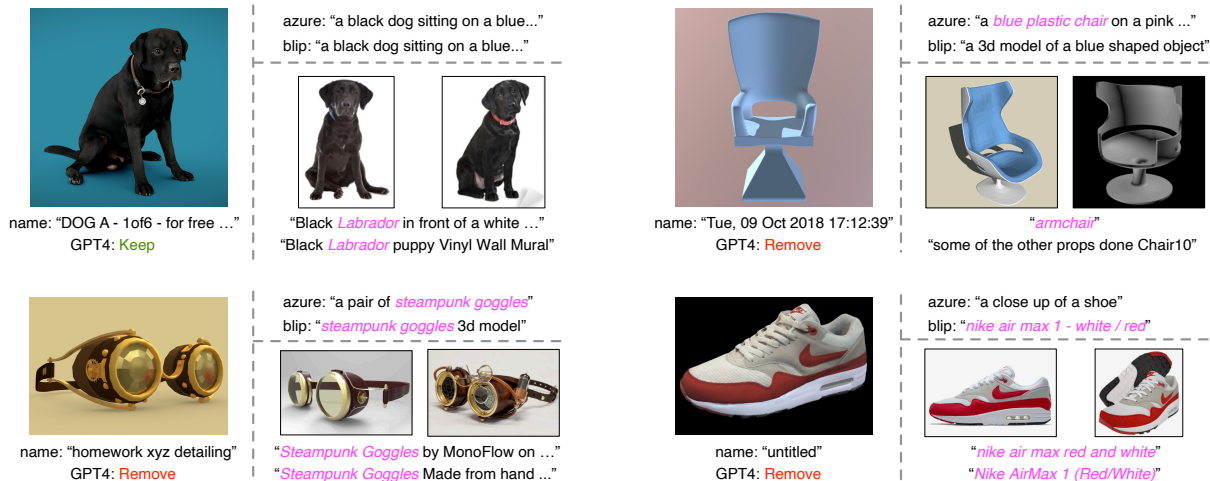 azure: “a black dog sitting on a blue...”
blip: “a black dog sitting on a blue...”
name: “DOG A - 1of6 - for free …”
GPT4: Keep
“Black Labrador in front of a white …”
“Black Labrador puppy Vinyl Wall Mural”
azure: “a blue plastic chair on a pink ...”
blip: “a 3d model of a blue shaped object”
name: “Tue, 09 Oct 2018 17:12:39”
GPT4: Remove
“armchair”
“some of the other props done Chair10”
azure: “a pair of steampunk goggles”
blip: “steampunk goggles 3d model”
name: “homework xyz detailing”
GPT4: Remove
“Steampunk Goggles by MonoFlow on …”
“Steampunk Goggles Made from hand ...”
azure: “a close up of a shoe”
blip: “nike air max 1 - white / red”
name: “untitled”
GPT4: Remove
“nike air max red and white”
“Nike AirMax 1 (Red/White)”